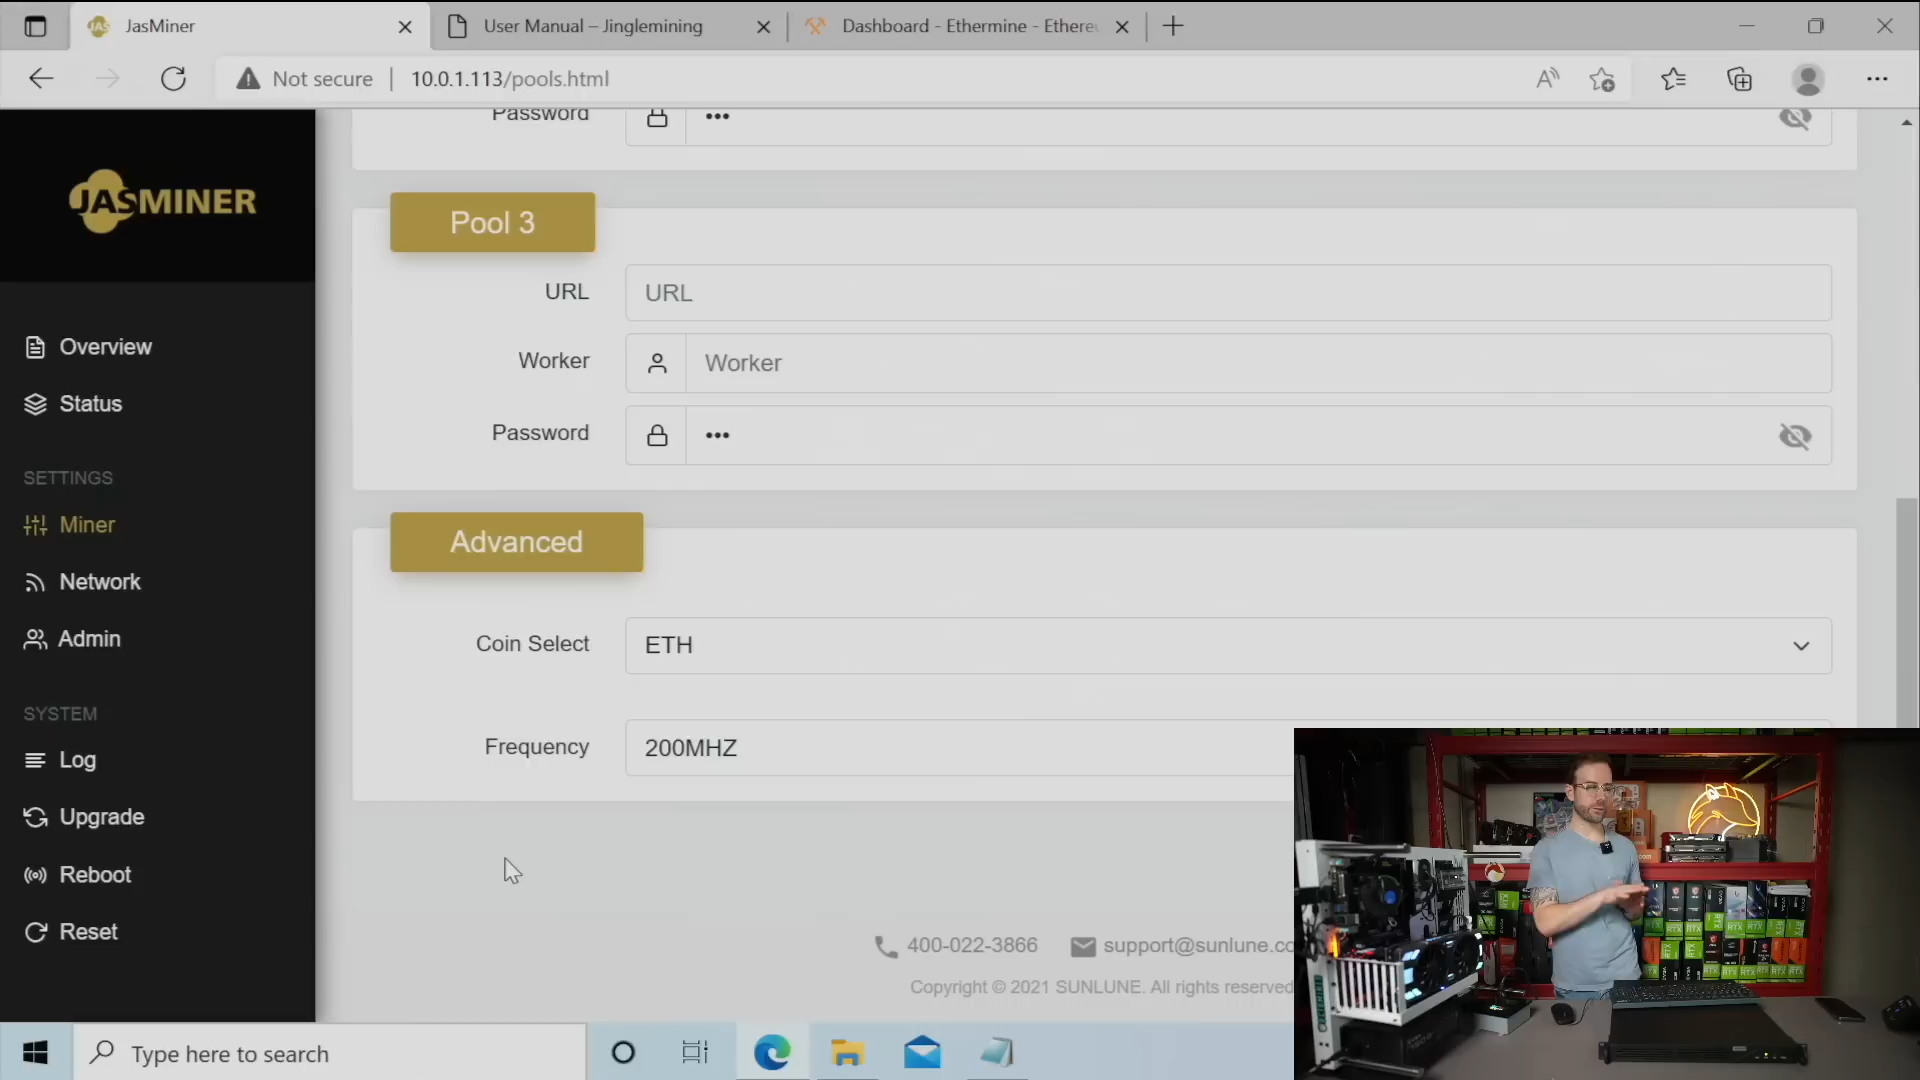 JasMiner
User Manual – Jinglemining
Dashboard - Ethermine - Ethere
Not secure
10.0.1.113/pools.html
JASMINER
Overview
Status
SETTINGS
Miner
Network
Admin
SYSTEM
Log
Upgrade
Reboot
Reset
Password
•••
Pool 3
URL
URL
Worker
Worker
Password
•••
Advanced
Coin Select
ETH
Frequency
200MHZ
400-022-3866
support@sunlune.co
Copyright © 2021 SUNLUNE. All rights reserved
Type here to search